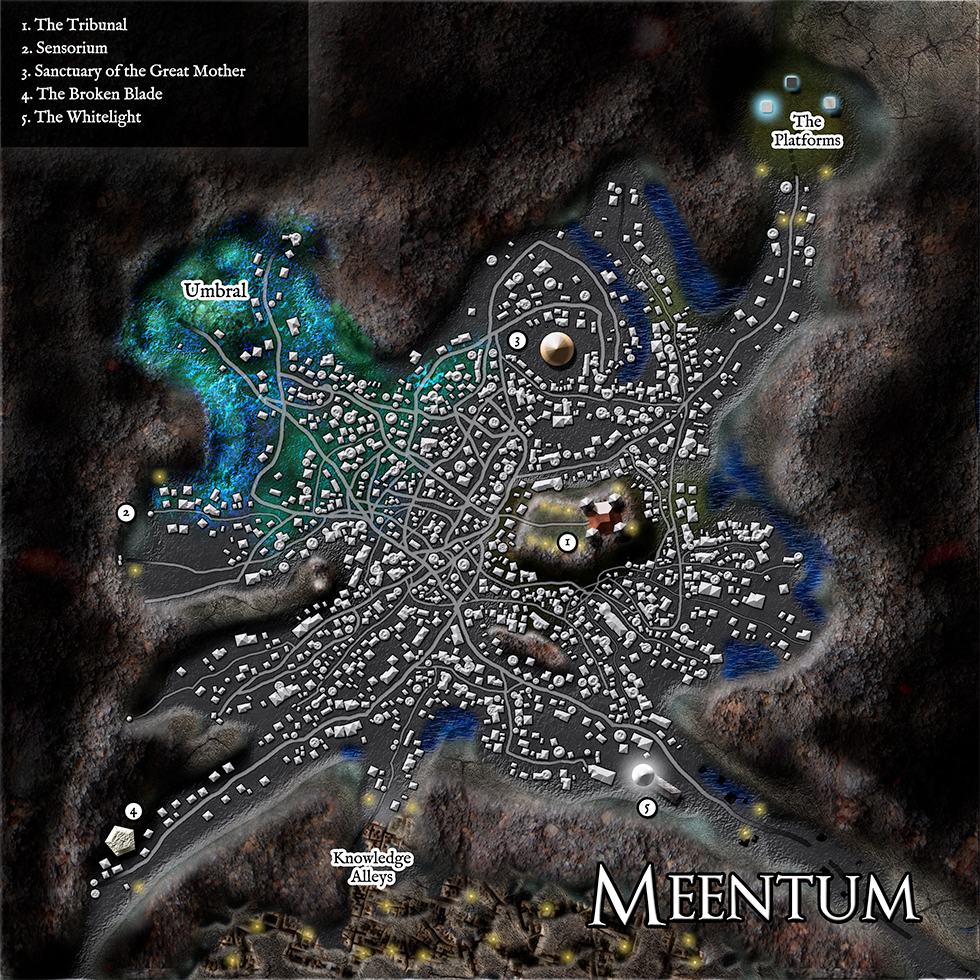 1. The Tribunal
2. Sensorium
3. Sanctuary of the Great Mother
4. The Broken Blade
5. The Whitelight
The
Platforms
Umbral
3
2
1
4
5
Knowledge
Alleys
MEENTUM